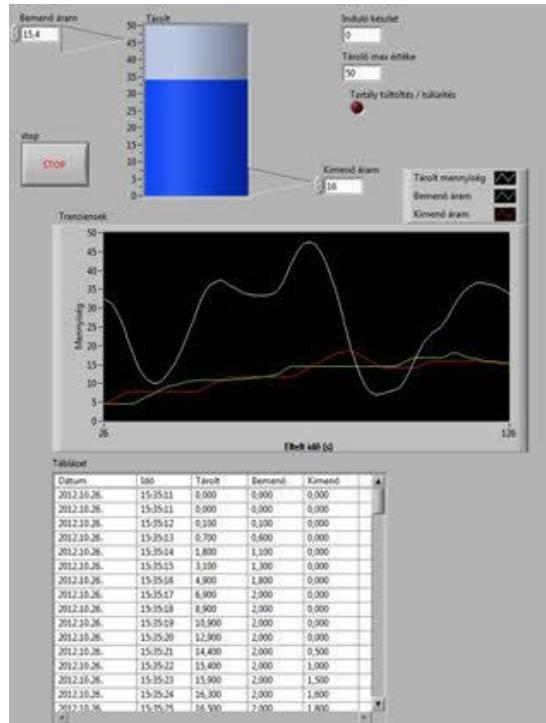 Bemenő áram
15,4
Tárolt
50
45
40
35
30
25
20
15
10
5
0
Induló készlet
0
Tároló max értéke
50
Tartály túltöltés / túlürítés
stop
STOP
Kimenő áram
16
Tárolt mennyiség
Bemenő áram
Kimenő áram
Tranziensek
Mennyiség
50
45
40
35
30
25
20
15
10
5
0
26
126
Eltelt idő (s)
Táblázat
Dátum Idő Tárolt Bemenő Kimenő
2012.10.26. 15:35:11 0,000 0,000 0,000
2012.10.26. 15:35:11 0,000 0,000 0,000
2012.10.26. 15:35:12 0,100 0,100 0,000
2012.10.26. 15:35:13 0,700 0,600 0,000
2012.10.26. 15:35:14 1,800 1,100 0,000
2012.10.26. 15:35:15 3,100 1,300 0,000
2012.10.26. 15:35:16 4,900 1,800 0,000
2012.10.26. 15:35:17 6,900 2,000 0,000
2012.10.26. 15:35:18 8,900 2,000 0,000
2012.10.26. 15:35:19 10,900 2,000 0,000
2012.10.26. 15:35:20 12,900 2,000 0,000
2012.10.26. 15:35:21 14,400 2,000 0,500
2012.10.26. 15:35:22 15,400 2,000 1,000
2012.10.26. 15:35:23 15,900 2,000 1,500
2012.10.26. 15:35:24 16,300 2,000 1,600
2012.10.26. 15:35:25 16,500 2,000 1,800